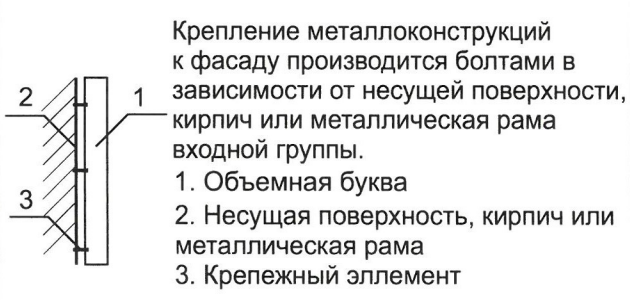 Крепление металлоконструкций
к фасаду производится болтами в
зависимости от несущей поверхности,
кирпич или металлическая рама
входной группы.
1. Объемная буква
2. Несущая поверхность, кирпич или
металлическая рама
3. Крепежный эллемент
2
1
3